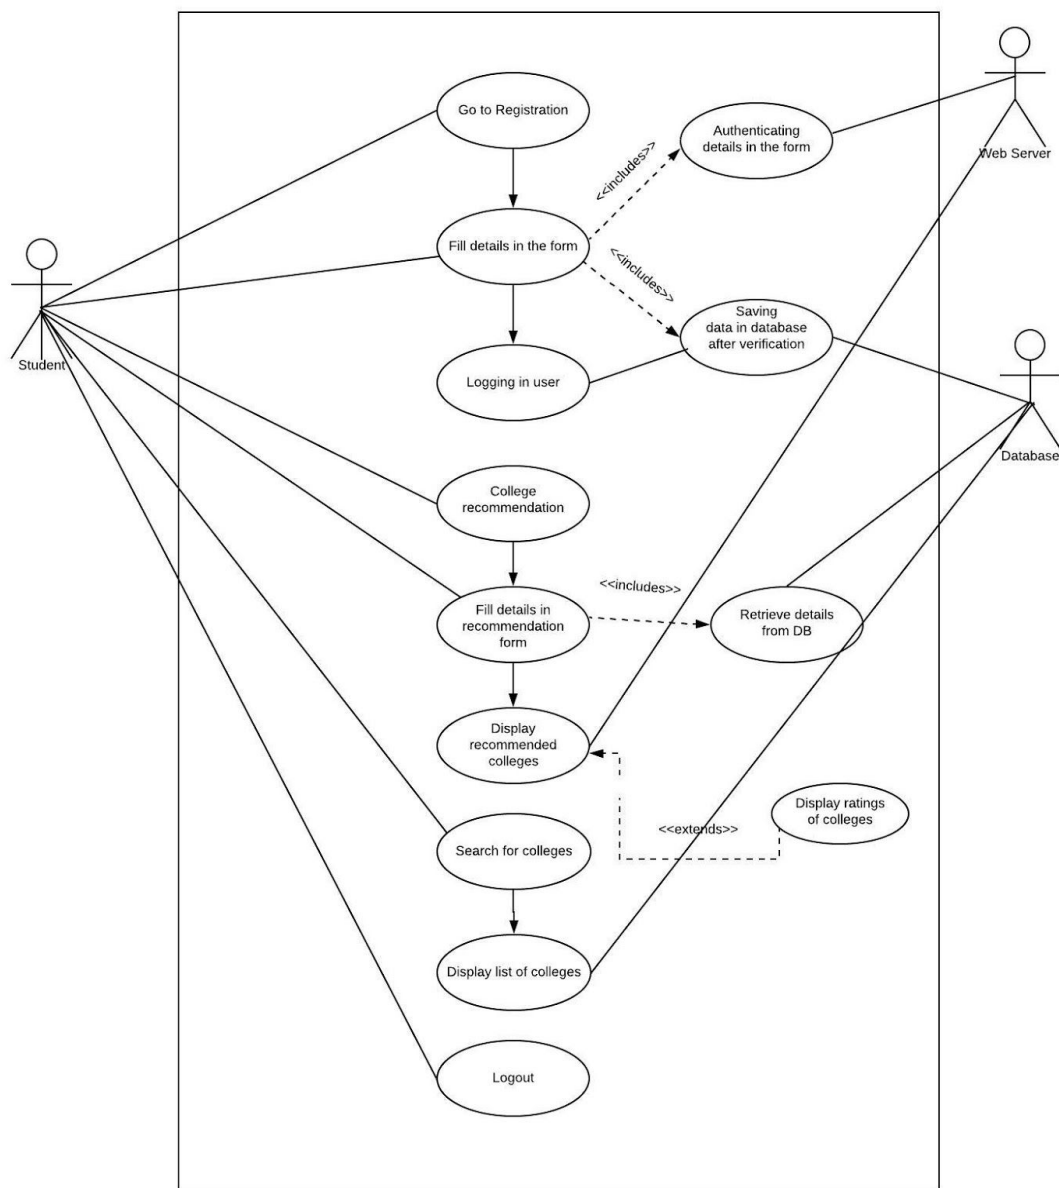 Go to Registration
Authenticating
details in the form
Web Server
<<includes>>
Fill details in the form
<<includes>>
Student
Saving
data in database
after verification
Logging in user
Database
College
recommendation
<<includes>>
Fill details in
recommendation
form
Retrieve details
from DB
Display
recommended
colleges
Display ratings
of colleges
<<extends>>
Search for colleges
Display list of colleges
Logout